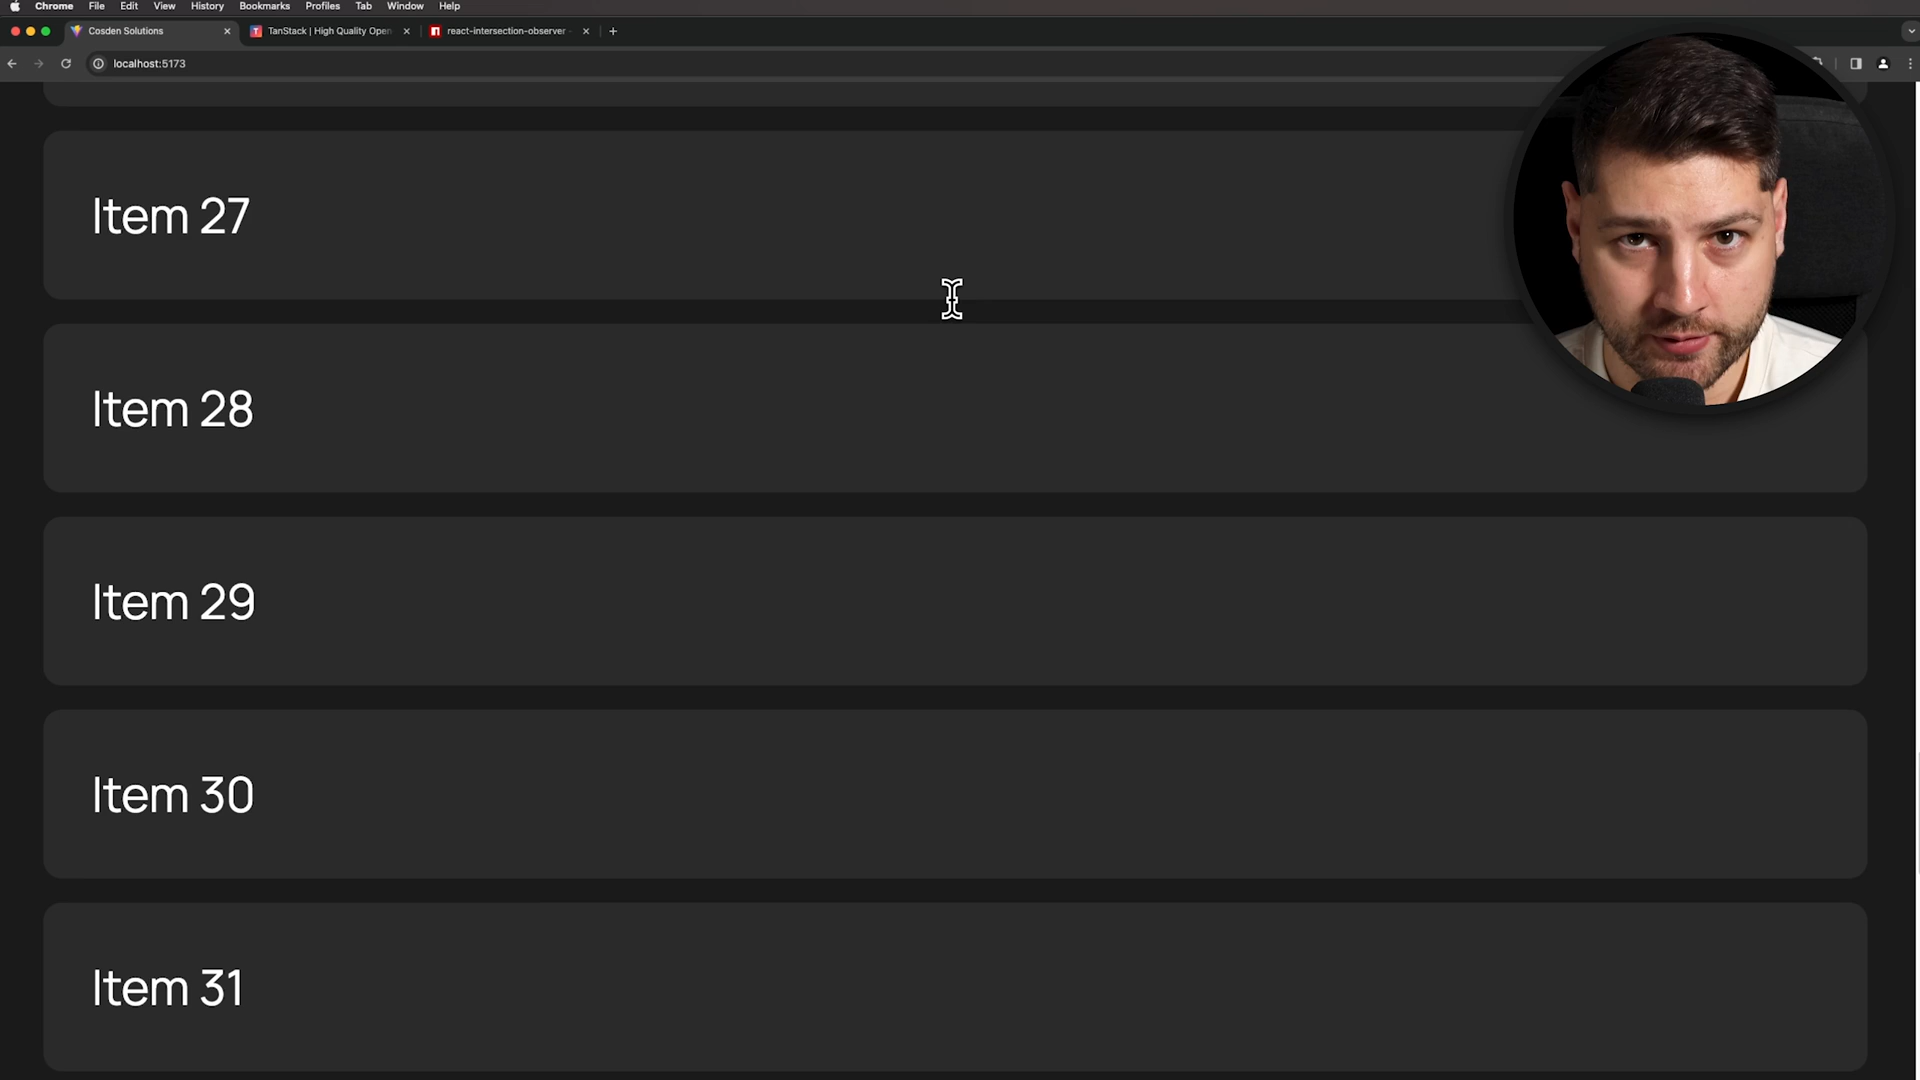 Chrome File Edit View History Bookmarks Profiles Tab Window Help
Cosden Solutions TanStack | High Quality Open react-intersection-observer
localhost:5173
Item 27
Item 28
Item 29
Item 30
Item 31